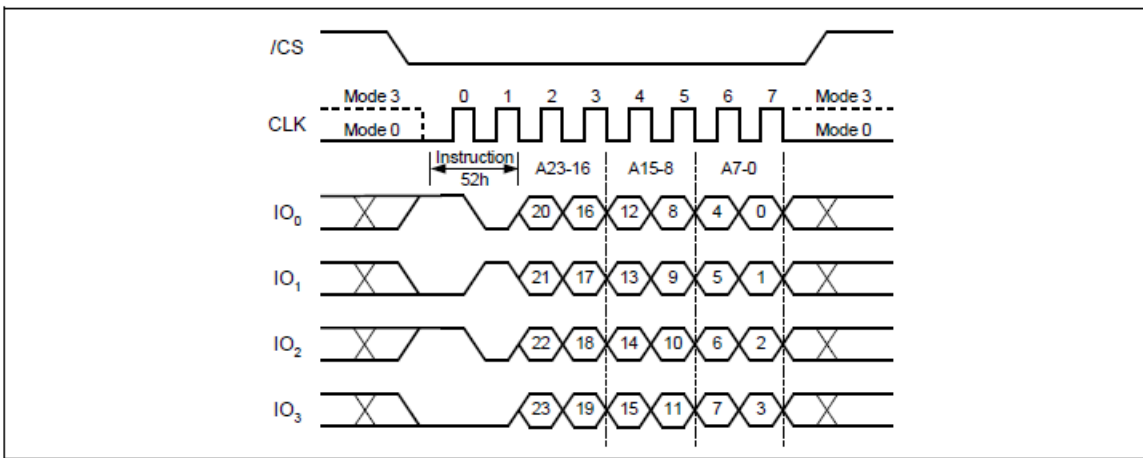 /CS
Mode 3 0 1 2 3 4 5 6 7 Mode 3
CLK Mode 0 Mode 0
Instruction A23-16 A15-8 A7-0
52h
IO0 20 16 12 8 4 0
IO1 21 17 13 9 5 1
IO2 22 18 14 10 6 2
IO3 23 19 15 11 7 3